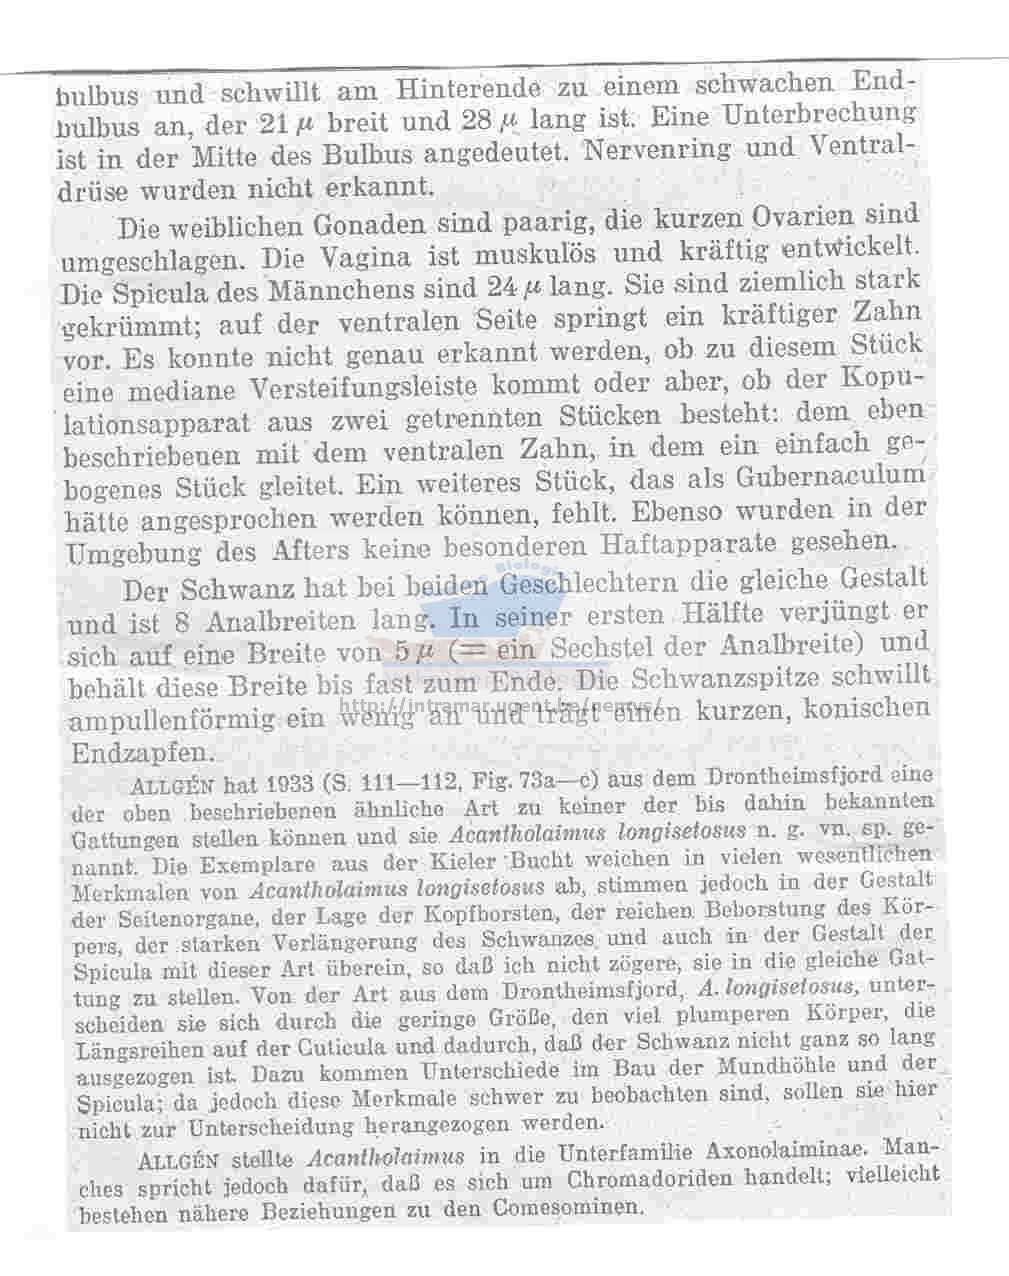 bulbus und schwillt am Hinterende zu einem schwachen End-
bulbus an, der 21 µ breit und 28 µ lang ist. Eine Unterbrechung
ist in der Mitte des Bulbus angedeutet. Nervenring und Ventral-
drüse wurden nicht erkannt.
Die weiblichen Gonaden sind paarig, die kurzen Ovarien sind
umgeschlagen. Die Vagina ist muskulös und kräftig entwickelt.
Die Spicula des Männchens sind 24 µ lang. Sie sind ziemlich stark
gekrümmt; auf der ventralen Seite springt ein kräftiger Zahn
vor. Es konnte nicht genau erkannt werden, ob zu diesem Stück
eine mediane Versteifungsleiste kommt oder aber, ob der Kopu-
lationsapparat aus zwei getrennten Stücken besteht: dem eben
beschriebenen mit dem ventralen Zahn, in dem ein einfach ge-
bogenes Stück gleitet. Ein weiteres Stück, das als Gubernaculum
hätte angesprochen werden können, fehlt. Ebenso wurden in der
Umgebung des Afters keine besonderen Haftapparate gesehen.
Der Schwanz hat bei beiden Geschlechtern die gleiche Gestalt
und ist 8 Analbreiten lang. In seiner ersten Hälfte verjüngt er
sich auf eine Breite von 5 µ (= ein Sechstel der Analbreite) und
behält diese Breite bis fast zum Ende. Die Schwanzspitze schwillt
http://intramar.ugent.be/nemys/
ampullenförmig ein wenig an und trägt einen kurzen, konischen
Endzapfen.
ALLGÉN hat 1933 (S. 111—112, Fig. 73a—c) aus dem Drontheimsfjord eine
der oben beschriebenen ähnliche Art zu keiner der bis dahin bekannten
Gattungen stellen können und sie Acantholaimus longisetosus n. g. vn. sp. ge-
nannt. Die Exemplare aus der Kieler Bucht weichen in vielen wesentlichen
Merkmalen von Acantholaimus longisetosus ab, stimmen jedoch in der Gestalt
der Seitenorgane, der Lage der Kopfborsten, der reichen Beborstung des Kör-
pers, der starken Verlängerung des Schwanzes und auch in der Gestalt der
Spicula mit dieser Art überein, so daß ich nicht zögere, sie in die gleiche Gat-
tung zu stellen. Von der Art aus dem Drontheimsfjord, A. longisetosus, unter-
scheiden sie sich durch die geringe Größe, den viel plumperen Körper, die
Längsreihen auf der Cuticula und dadurch, daß der Schwanz nicht ganz so lang
ausgezogen ist. Dazu kommen Unterschiede im Bau der Mundhöhle und der
Spicula; da jedoch diese Merkmale schwer zu beobachten sind, sollen sie hier
nicht zur Unterscheidung herangezogen werden.
ALLGÉN stellte Acantholaimus in die Unterfamilie Axonolaiminae. Man-
ches spricht jedoch dafür, daß es sich um Chromadoriden handelt; vielleicht
bestehen nähere Beziehungen zu den Comesominen.